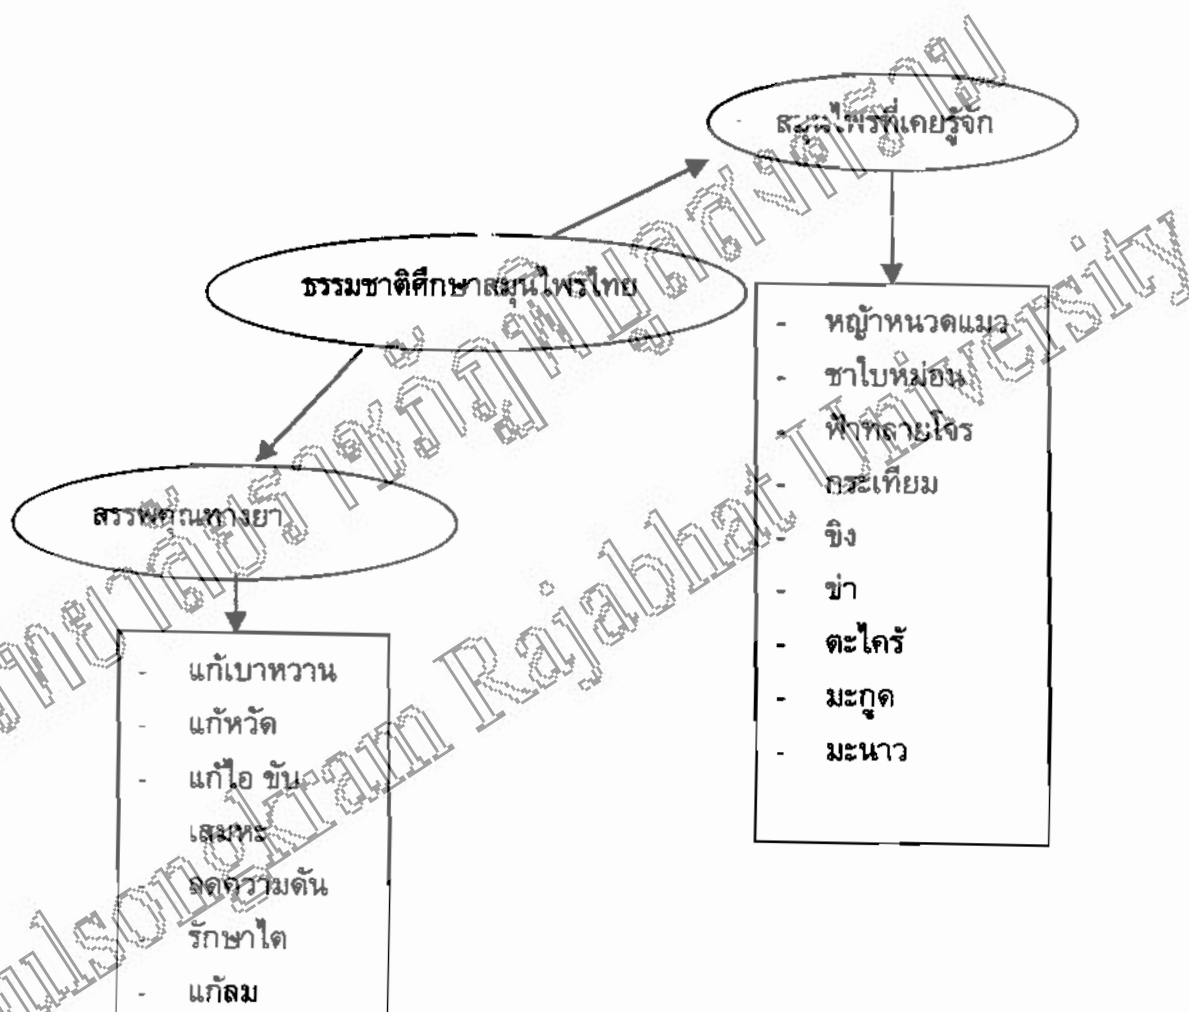 สมุนไพรที่เคยรู้จัก
ธรรมชาติศึกษาสมุนไพรไทย
- หญ้าหนวดแมว
- ชาใบหม่อน
- ฟ้าทลายโจร
- กระเทียม
- ขิง
- ข่า
- ตะไคร้
- มะกูด
- มะนาว
สรรพคุณทางยา
- แก้เบาหวาน
- แก้หวัด
- แก้ไอ ขับ
เสมหะ
- ลดความดัน
- รักษาไต
- แก้ลม
Rajabhat University